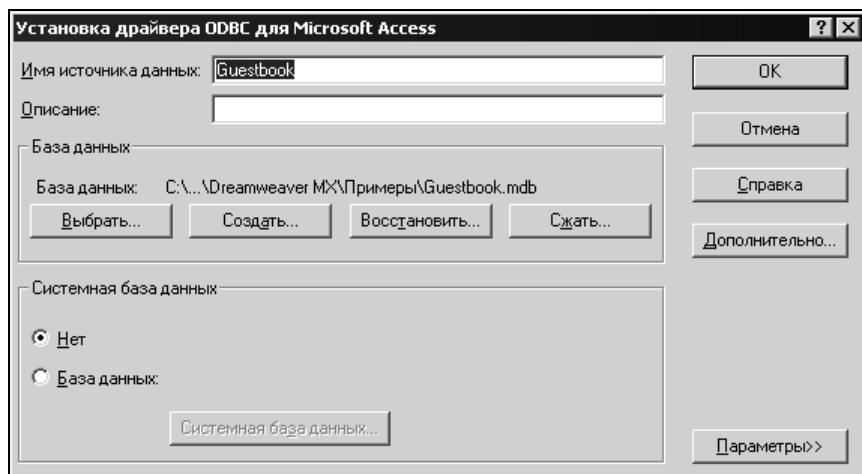 Установка драйвера ODBC для Microsoft Access
Имя источника данных: Guestbook
OK
Описание:
Отмена
База данных
База данных: C:\...\Dreamweaver MX\Примеры\Guestbook.mdb
Справка
Выбрать... Создать... Восстановить... Сжать...
Дополнительно...
Системная база данных
Нет
База данных:
Системная база данных...
Параметры>>